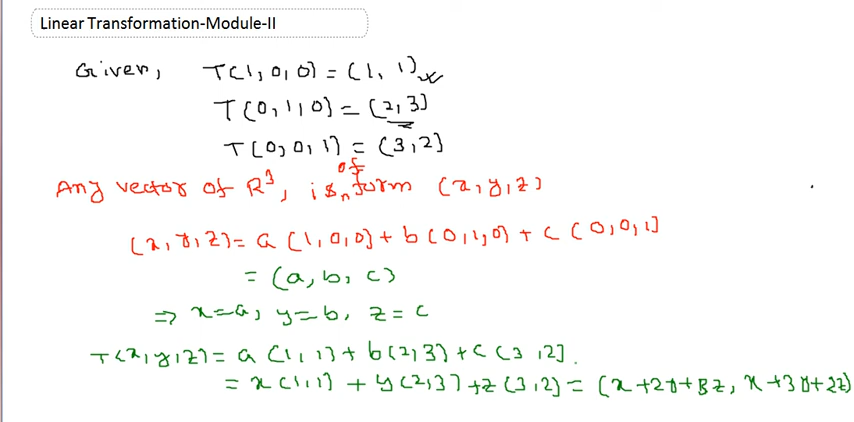 Linear Transformation-Module-II
Given, T(1,0,0) = (1, 1)
T(0,1,0) = (2,3)
T(0,0,1) = (3,2)
Any vector of R³, is of form (x,y,z)
(x,y,z) = a(1,0,0) + b(0,1,0) + c(0,0,1)
= (a, b, c)
⇒ x=a, y=b, z=c
T(x,y,z) = a(1,1) + b(2,3) + c(3,2).
= x(1,1) + y(2,3) + z(3,2) = (x+2y+3z, x+3y+2z)